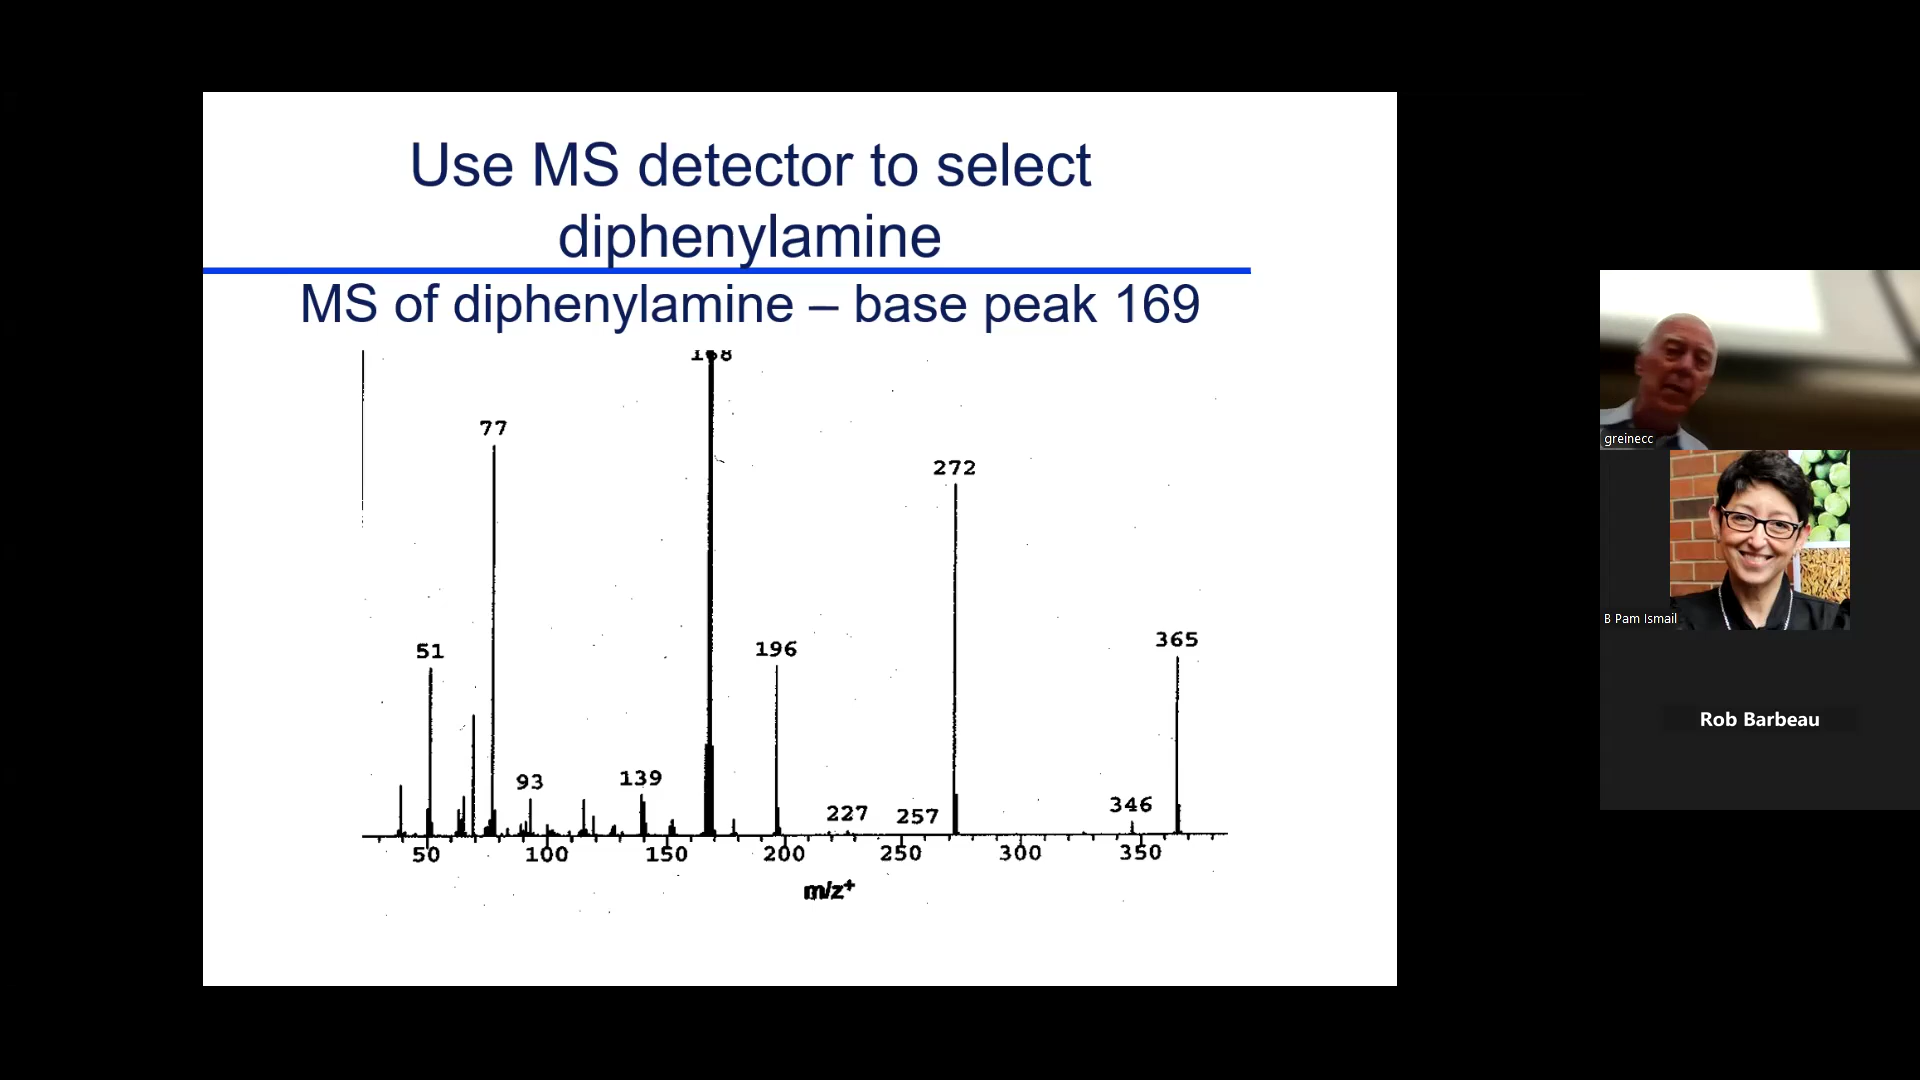 Use MS detector to select
diphenylamine
MS of diphenylamine – base peak 169
168
77
272
51
196
365
93
139
227
257
346
50 100 150 200 250 300 350
m/z+
greinecc
B Pam Ismail
Rob Barbeau